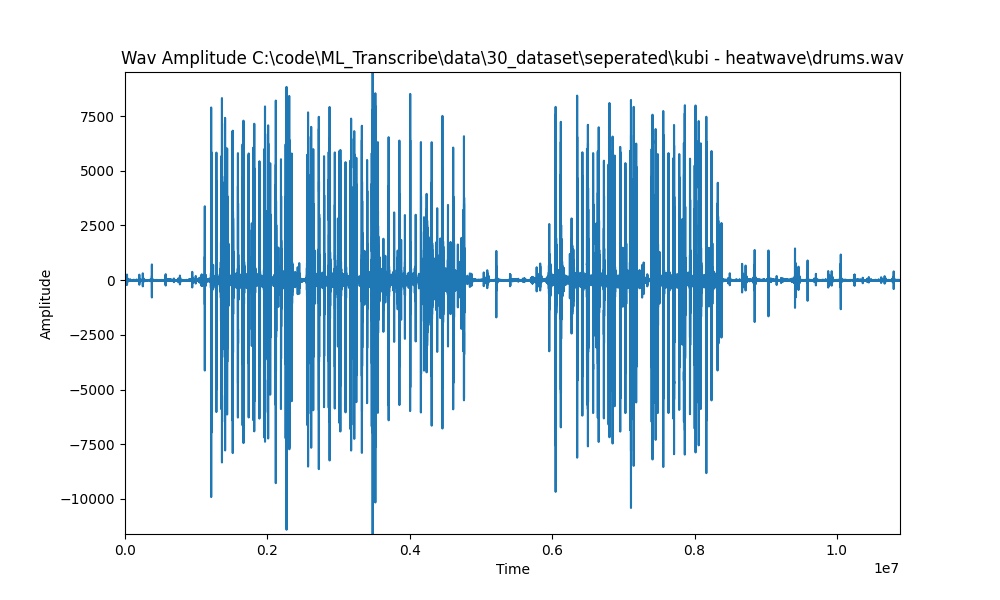 Wav Amplitude C:\code\ML_Transcribe\data\30_dataset\seperated\kubi - heatwave\drums.wav
7500
5000
2500
0
−2500
−5000
−7500
−10000
Amplitude
0.0 0.2 0.4 0.6 0.8 1.0
1e7
Time